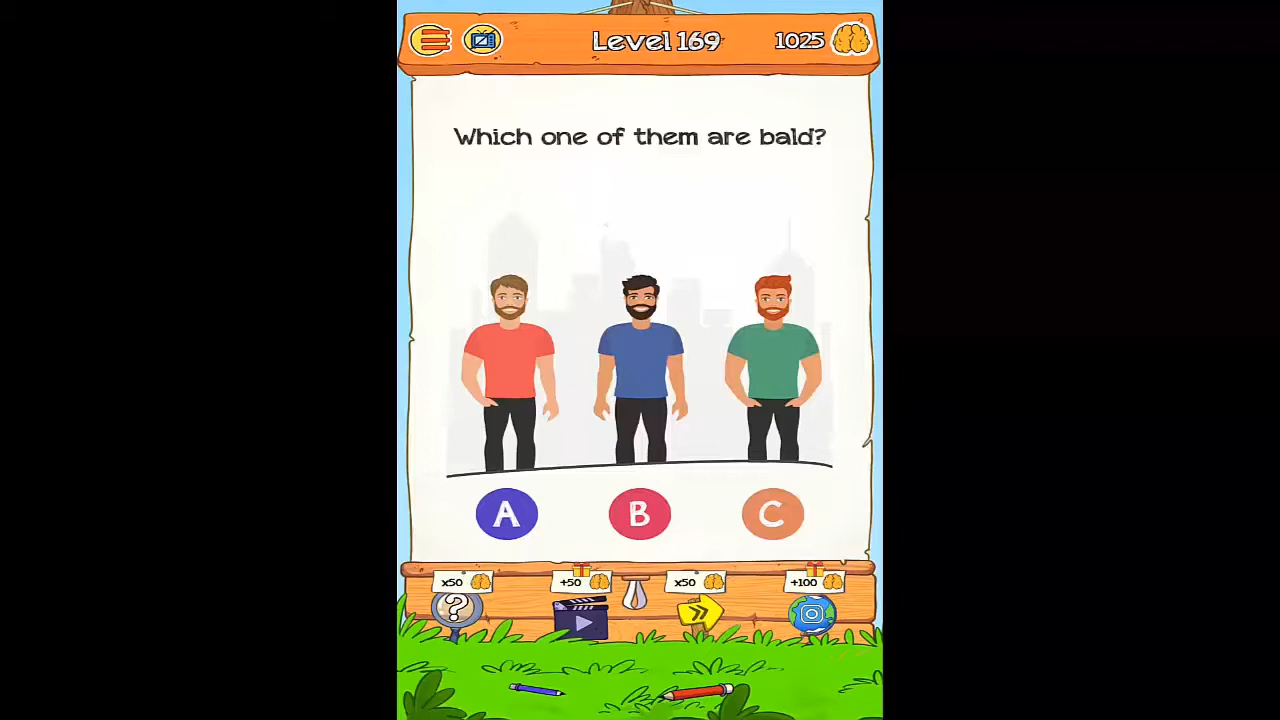 Level 169
1025
Which one of them are bald?
A
B
C
x50
+50
x50
+100
?